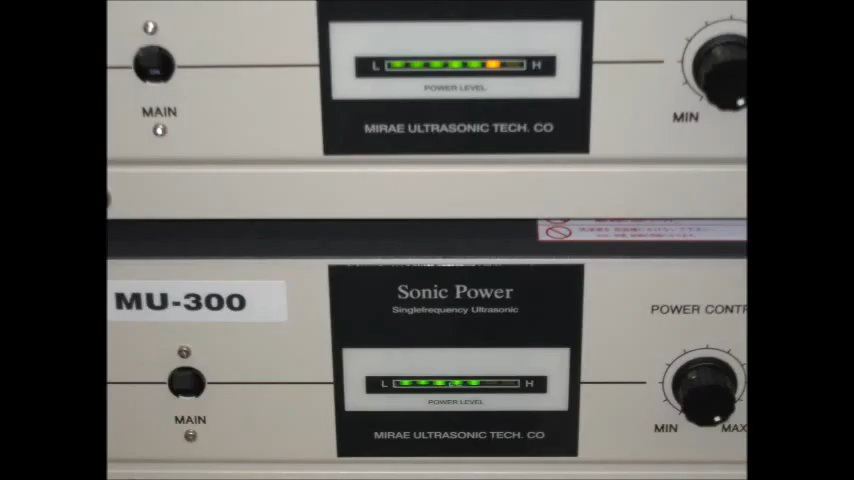 L H
POWER LEVEL
MAIN
MIRAE ULTRASONIC TECH. CO
MIN
MU-300
Sonic Power
Singlefrequency Ultrasonic
POWER CONTR
L H
POWER LEVEL
MAIN
MIN MAX
MIRAE ULTRASONIC TECH. CO